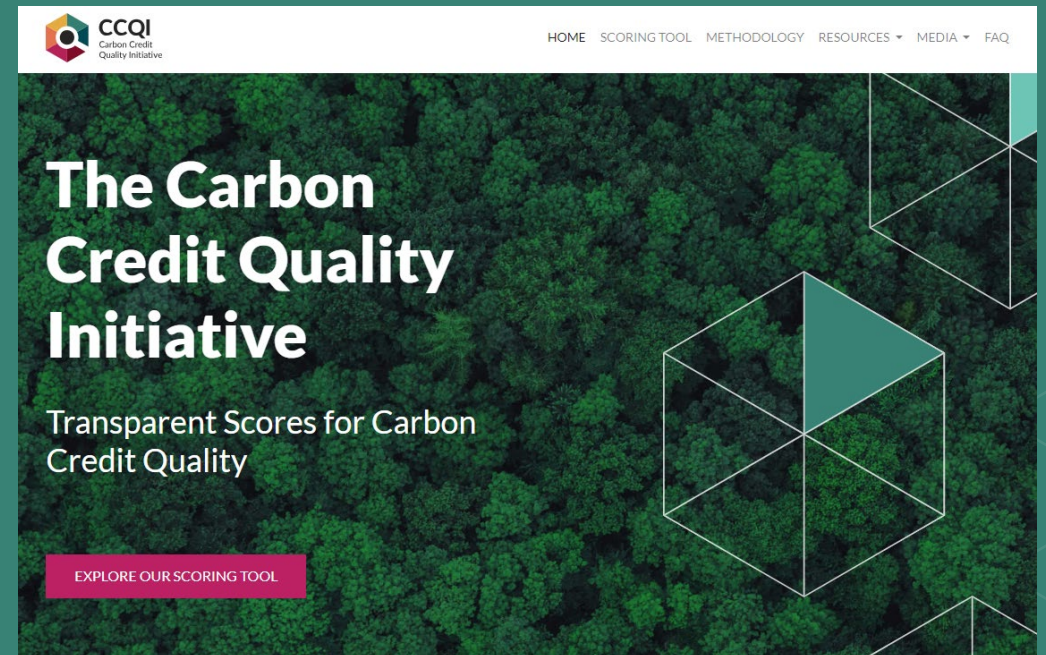 CCQI
Carbon Credit
Quality Initiative
HOME SCORING TOOL METHODOLOGY RESOURCES MEDIA FAQ
The Carbon
Credit Quality
Initiative
Transparent Scores for Carbon
Credit Quality
EXPLORE OUR SCORING TOOL